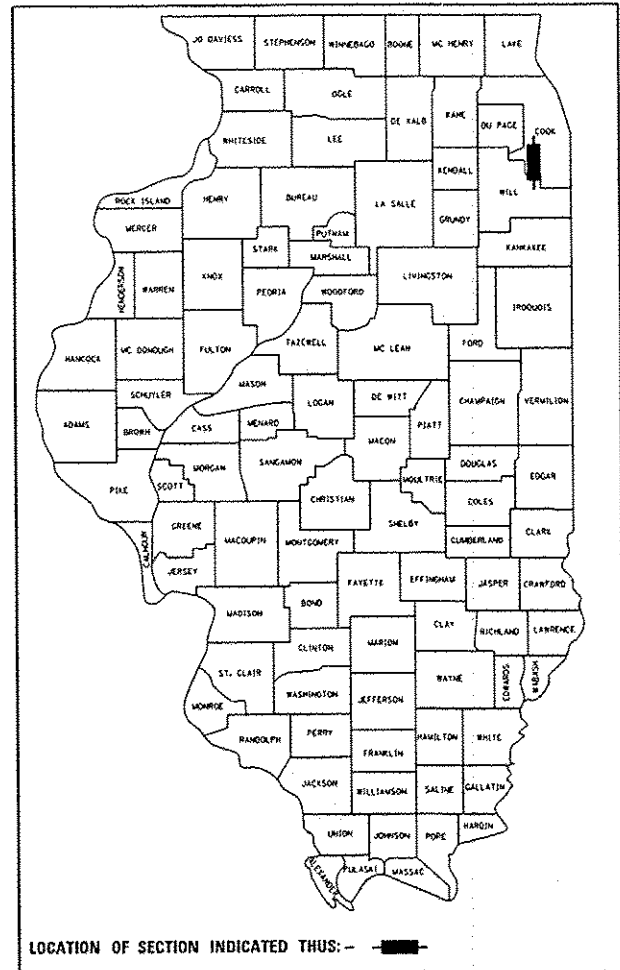 JO DAVIESS STEPHENSON WINNEBAGO BOONE MC HENRY LAKE
CARROLL OGLE DE KALB KANE DU PAGE COOK
WHITESIDE LEE KENDALL WILL
ROCK ISLAND HENRY BUREAU LA SALLE GRUNDY
MERCER STARK PUTNAM MARSHALL LIVINGSTON KANKAKEE
HENDERSON WARREN KNOX PEORIA WOODFORD IROQUOIS
HANCOCK MC DONOUGH FULTON TAZEWELL MC LEAN FORD
SCHUYLER MASON LOGAN DE WITT CHAMPAIGN VERMILION
ADAMS BROWN CASS MENARD MACON PIATT
PIKE SCOTT MORGAN SANGAMON CHRISTIAN MOULTRIE DOUGLAS EDGAR
CALHOUN GREENE MACOUPIN MONTGOMERY SHELBY COLES CUMBERLAND CLARK
JERSEY BOND FAYETTE EFFINGHAM JASPER CRAWFORD
MADISON CLINTON MARION CLAY RICHLAND LAWRENCE
ST. CLAIR WASHINGTON JEFFERSON WAYNE EDWARDS WABASH
MONROE RANDOLPH PERRY FRANKLIN HAMILTON WHITE
JACKSON WILLIAMSON SALINE GALLATIN
UNION JOHNSON POPE HARDIN
ALEXANDER PULASKI MASSAC
LOCATION OF SECTION INDICATED THUS: -